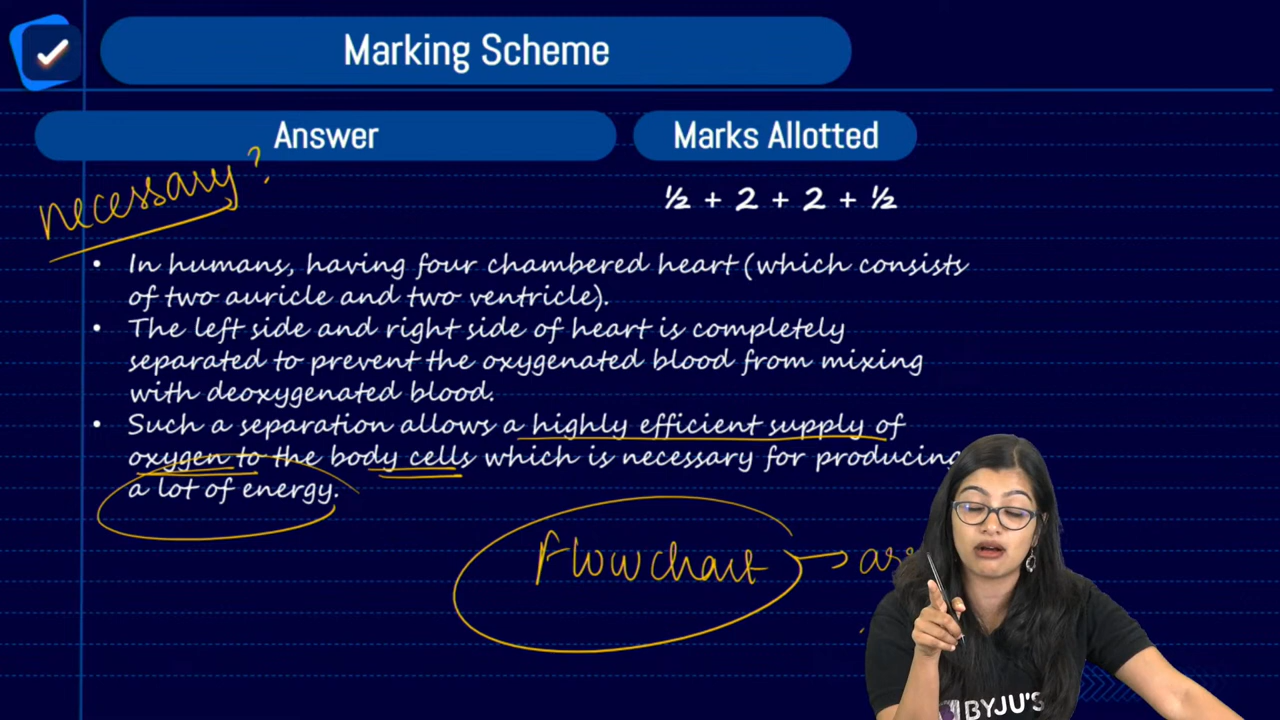 Marking Scheme
Answer
Marks Allotted
necessary?
½ + 2 + 2 + ½
• In humans, having four chambered heart (which consists
of two auricle and two ventricle).
• The left side and right side of heart is completely
separated to prevent the oxygenated blood from mixing
with deoxygenated blood.
• Such a separation allows a highly efficient supply of
oxygen to the body cells which is necessary for producing
a lot of energy.
Flowchart →
BYJU'S